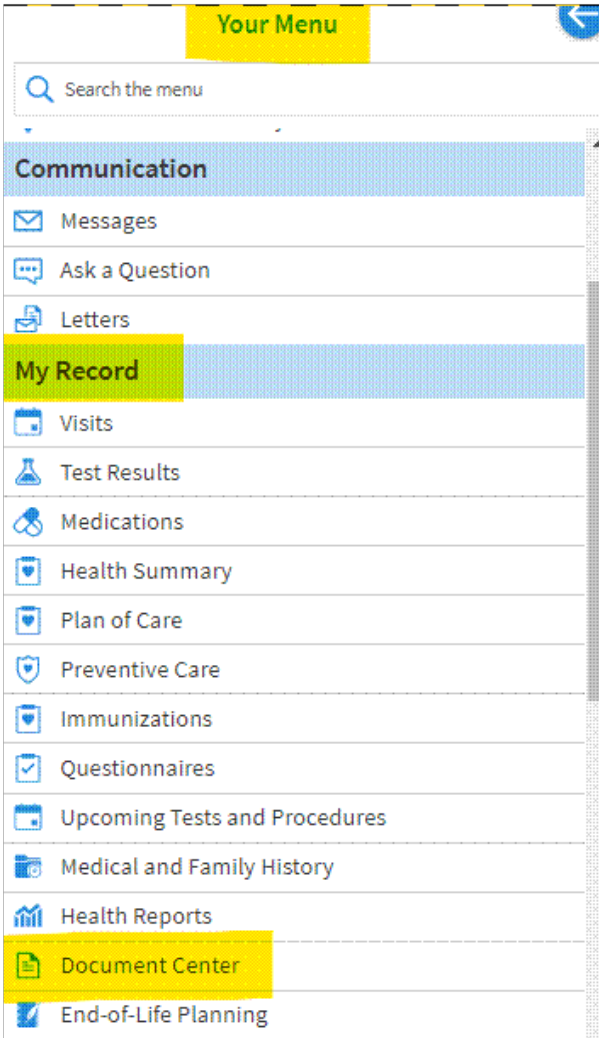 Your Menu
Search the menu
Communication
Messages
Ask a Question
Letters
My Record
Visits
Test Results
Medications
Health Summary
Plan of Care
Preventive Care
Immunizations
Questionnaires
Upcoming Tests and Procedures
Medical and Family History
Health Reports
Document Center
End-of-Life Planning